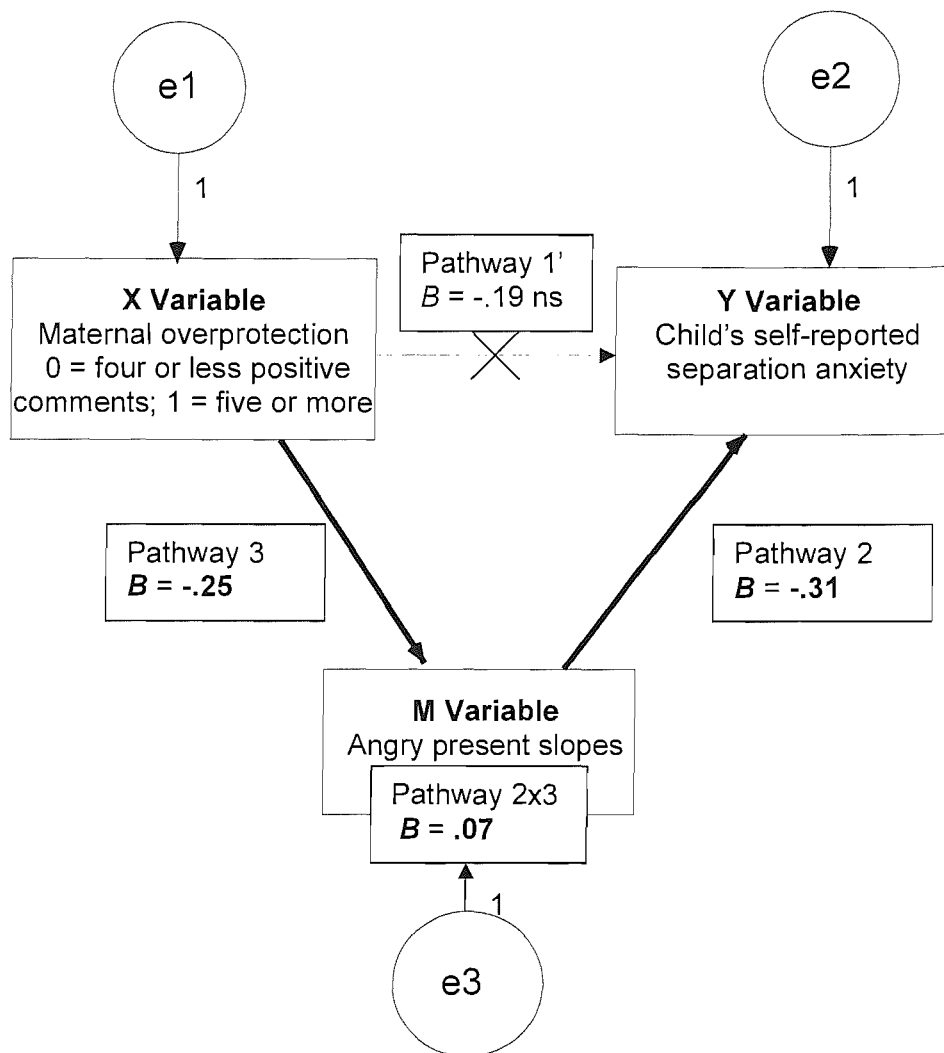 e1
e2
1
1
Pathway 1’
B = -.19 ns
X Variable
Maternal overprotection
0 = four or less positive
comments; 1 = five or more
Y Variable
Child's self-reported
separation anxiety
Pathway 3
B = -.25
Pathway 2
B = -.31
M Variable
Angry present slopes
Pathway 2x3
B = .07
1
e3